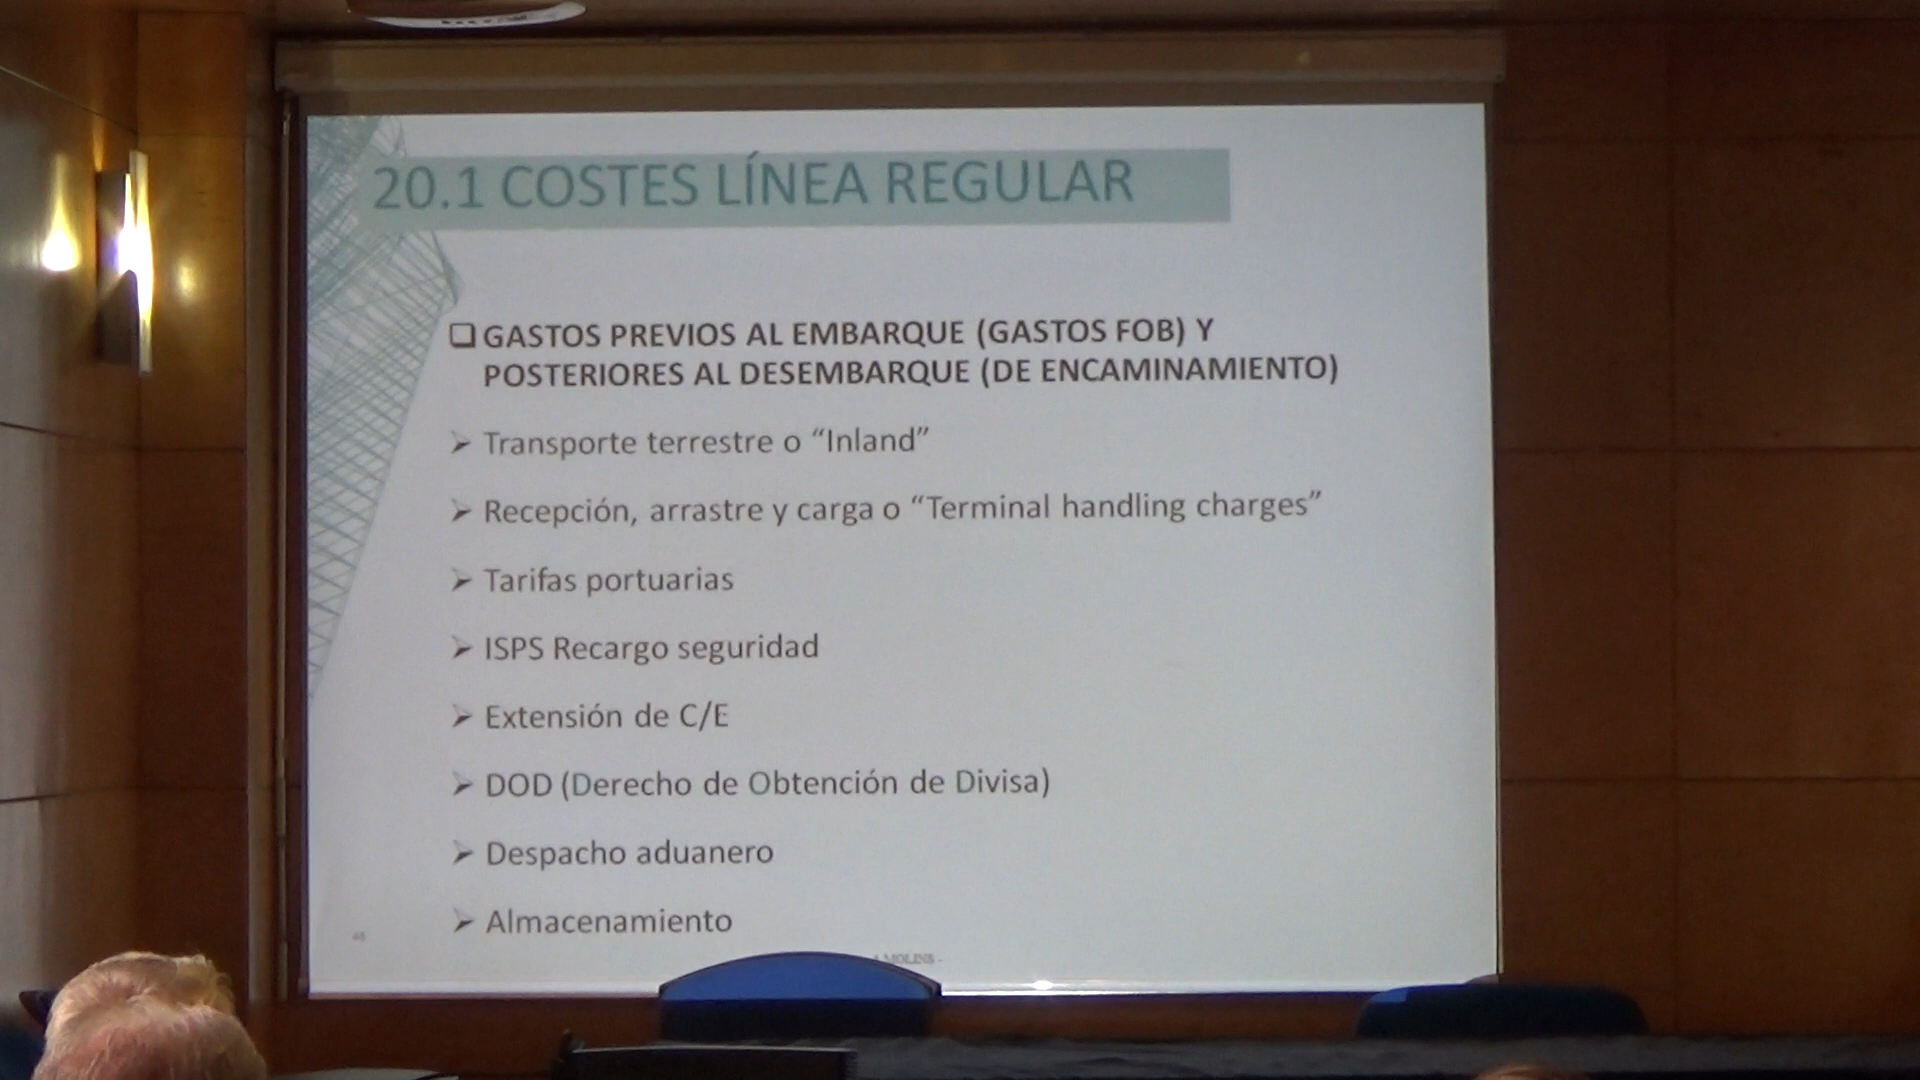 20.1 COSTES LÍNEA REGULAR
❑ GASTOS PREVIOS AL EMBARQUE (GASTOS FOB) Y
POSTERIORES AL DESEMBARQUE (DE ENCAMINAMIENTO)
➢ Transporte terrestre o “Inland”
➢ Recepción, arrastre y carga o “Terminal handling charges”
➢ Tarifas portuarias
➢ ISPS Recargo seguridad
➢ Extensión de C/E
➢ DOD (Derecho de Obtención de Divisa)
➢ Despacho aduanero
➢ Almacenamiento
MOLINS -